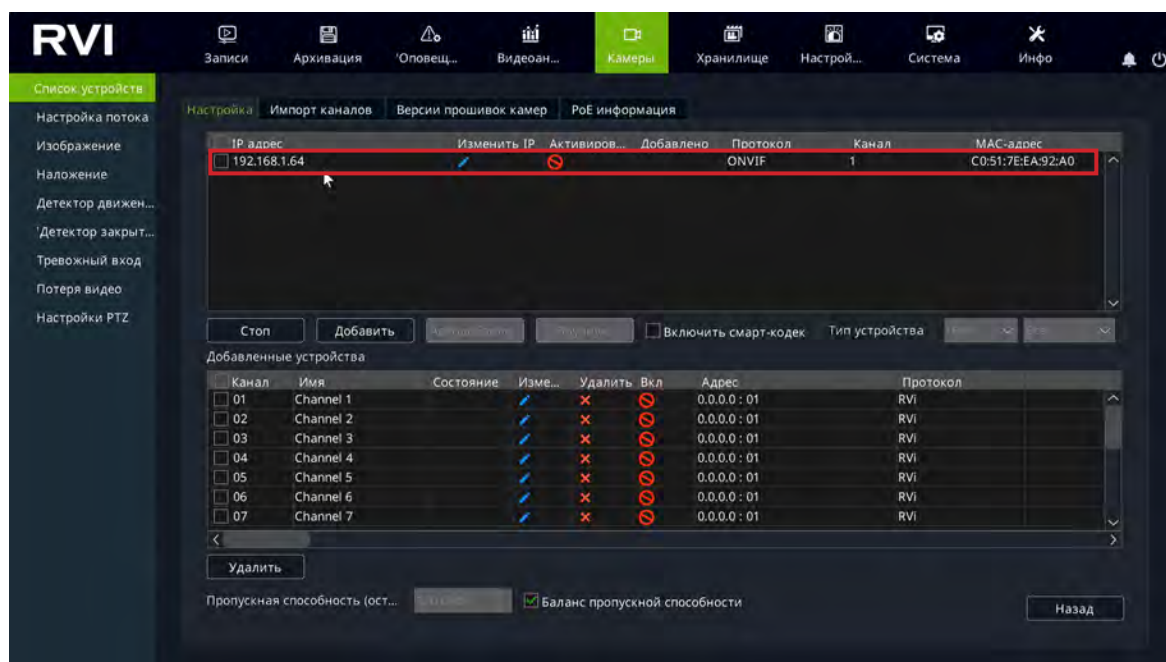 RVI
Записи Архивация 'Оповещ... Видеоан... Камеры Хранилище Настрой... Система Инфо
Список устройств
Настройка потока
Изображение
Наложение
Детектор движен...
'Детектор закрыт...
Тревожный вход
Потеря видео
Настройки PTZ
Настройка Импорт каналов Версии прошивок камер PoE информация
IP адрес Изменить IP Активиров... Добавлено Протокол Канал MAC-адрес
192.168.1.64 ONVIF 1 C0:51:7E:EA:92:A0
Стоп Добавить Включить смарт-кодек Тип устройства
Добавленные устройства
Канал Имя Состояние Изме... Удалить Вкл Адрес Протокол
01 Channel 1 0.0.0.0 : 01 RVi
02 Channel 2 0.0.0.0 : 01 RVi
03 Channel 3 0.0.0.0 : 01 RVi
04 Channel 4 0.0.0.0 : 01 RVi
05 Channel 5 0.0.0.0 : 01 RVi
06 Channel 6 0.0.0.0 : 01 RVi
07 Channel 7 0.0.0.0 : 01 RVi
Удалить
Пропускная способность (ост... Баланс пропускной способности
Назад